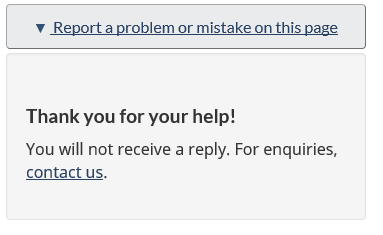 ▼ Report a problem or mistake on this page
Thank you for your help!
You will not receive a reply. For enquiries,
contact us.